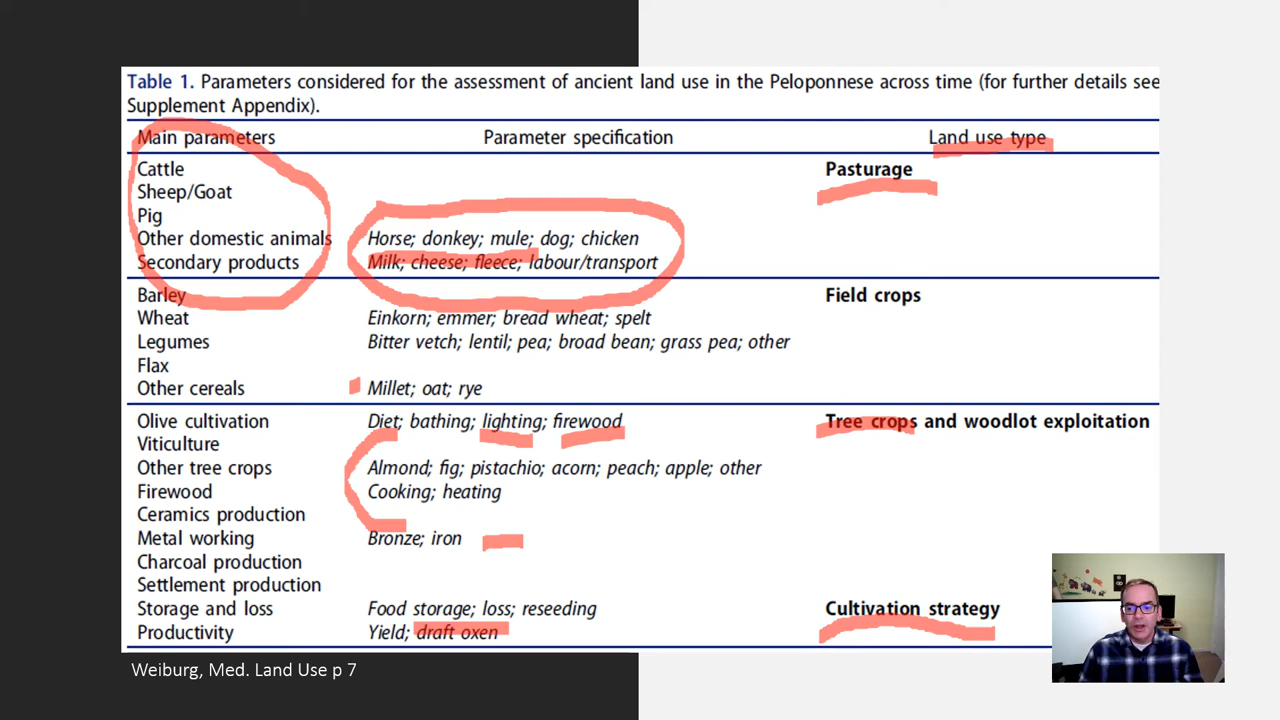 Table 1. Parameters considered for the assessment of ancient land use in the Peloponnese across time (for further details see
Supplement Appendix).
Main parameters Parameter specification Land use type
Cattle Pasturage
Sheep/Goat
Pig
Other domestic animals Horse; donkey; mule; dog; chicken
Secondary products Milk; cheese; fleece; labour/transport
Barley Field crops
Wheat Einkorn; emmer; bread wheat; spelt
Legumes Bitter vetch; lentil; pea; broad bean; grass pea; other
Flax
Other cereals Millet; oat; rye
Olive cultivation Diet; bathing; lighting; firewood Tree crops and woodlot exploitation
Viticulture
Other tree crops Almond; fig; pistachio; acorn; peach; apple; other
Firewood Cooking; heating
Ceramics production
Metal working Bronze; iron
Charcoal production
Settlement production
Storage and loss Food storage; loss; reseeding Cultivation strategy
Productivity Yield; draft oxen
Weiburg, Med. Land Use p 7